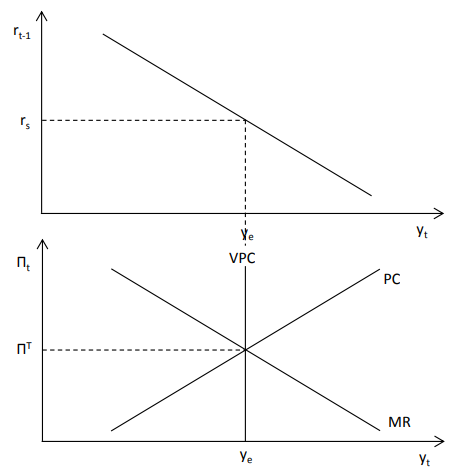 r_t-1
r_s
y_e
y_t
Π_t
VPC
PC
Π^T
MR
y_e
y_t